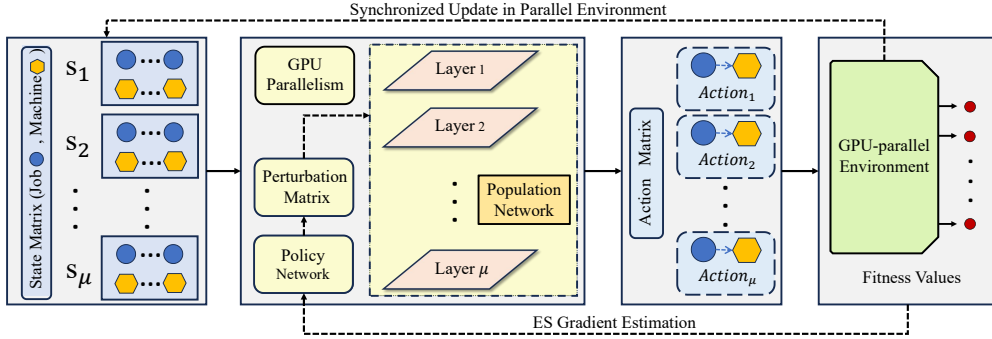 Synchronized Update in Parallel Environment
State Matrix (Job , Machine )
S1
S2
Sμ
GPU
Parallelism
Perturbation
Matrix
Policy
Network
Layer 1
Layer 2
Population
Network
Layer μ
Action Matrix
Action1
Action2
Actionμ
GPU-parallel
Environment
Fitness Values
ES Gradient Estimation